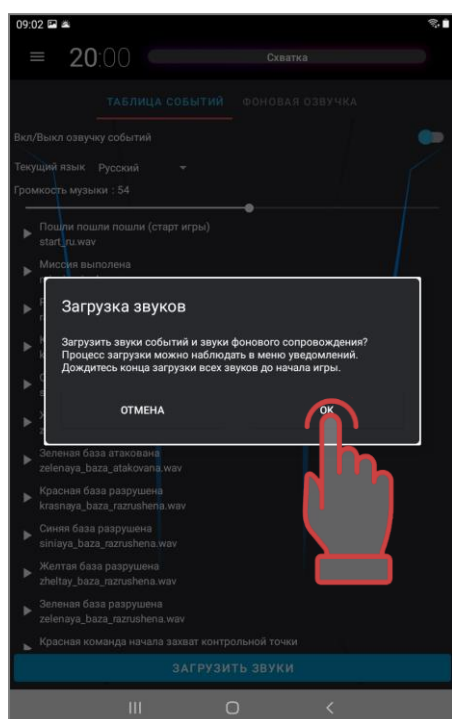 09:02
20:00 Схватка
ТАБЛИЦА СОБЫТИЙ ФОНОВАЯ ОЗВУЧКА
Вкл/Выкл озвучку событий
Текущий язык Русский
Громкость музыки : 54
Пошли пошли пошли (старт игры)
start_ru.wav
Миссия выполена
Загрузка звуков
Загрузить звуки событий и звуки фонового сопровождения?
Процесс загрузки можно наблюдать в меню уведомлений.
Дождитесь конца загрузки всех звуков до начала игры.
ОТМЕНА ОК
Зеленая база атакована
zelenaya_baza_atakovana.wav
Красная база разрушена
krasnaya_baza_razrushena.wav
Синяя база разрушена
siniaya_baza_razrushena.wav
Желтая база разрушена
zheltay_baza_razrushena.wav
Зеленая база разрушена
zelenaya_baza_razrushena.wav
Красная команда начала захват контрольной точки
ЗАГРУЗИТЬ ЗВУКИ